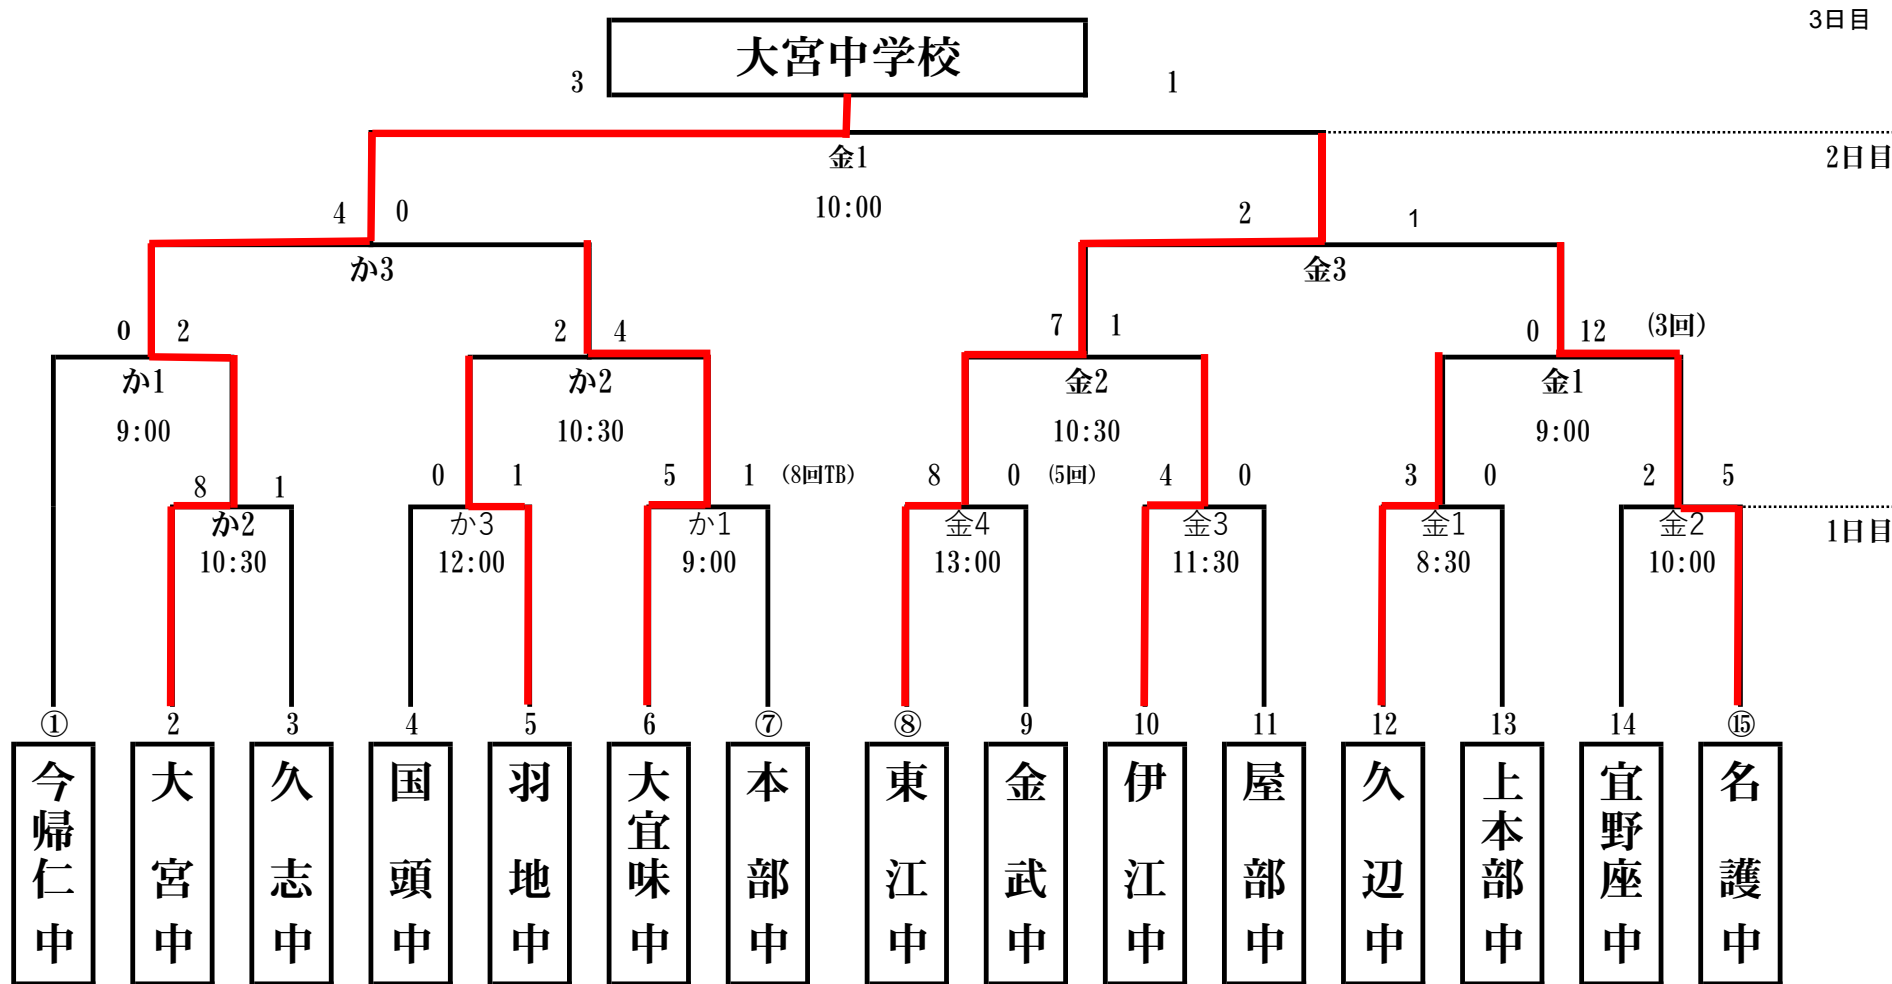 3日目
大宮中学校
3 1
金1
2日目
10:00
4 0 2 1
か3 金3
0 2 2 4 7 1 0 12 (3回)
か1 か2 金2 金1
9:00 10:30 10:30 9:00
8 1 0 1 5 1 (8回TB) 8 0 (5回) 4 0 3 0 2 5
か2 か3 か1 金4 金3 金1 金2
1日目
10:30 12:00 9:00 13:00 11:30 8:30 10:00
① 2 3 4 5 6 ⑦ ⑧ 9 10 11 12 13 14 ⑮
今帰仁中
大宮中
久志中
国頭中
羽地中
大宜味中
本部中
東江中
金武中
伊江中
屋部中
久辺中
上本部中
宜野座中
名護中